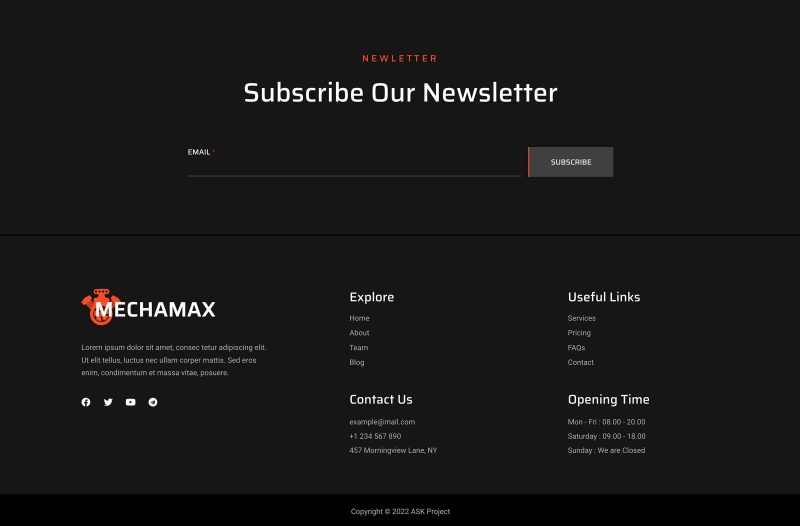 NEWLETTER
Subscribe Our Newsletter
EMAIL *
SUBSCRIBE
MECHAMAX
Lorem ipsum dolor sit amet, consec tetur adipiscing elit.
Ut elit tellus, luctus nec ullam corper mattis. Sed eros
enim, condimentum et massa vitae, posuere.
Explore
Home
About
Team
Blog
Useful Links
Services
Pricing
FAQs
Contact
Contact Us
example@mail.com
+1 234 567 890
457 Morningview Lane, NY
Opening Time
Mon - Fri : 08.00 - 20.00
Saturday : 09.00 - 18.00
Sunday : We are Closed
Copyright © 2022 ASK Project